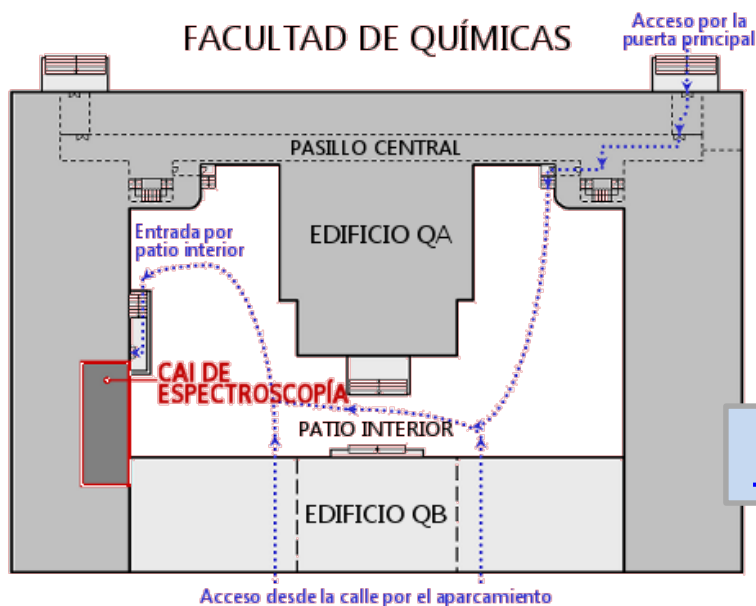 FACULTAD DE QUÍMICAS
Acceso por la
puerta principal
PASILLO CENTRAL
Entrada por
patio interior
EDIFICIO QA
CAI DE
ESPECTROSCOPÍA
PATIO INTERIOR
EDIFICIO QB
Acceso desde la calle por el aparcamiento